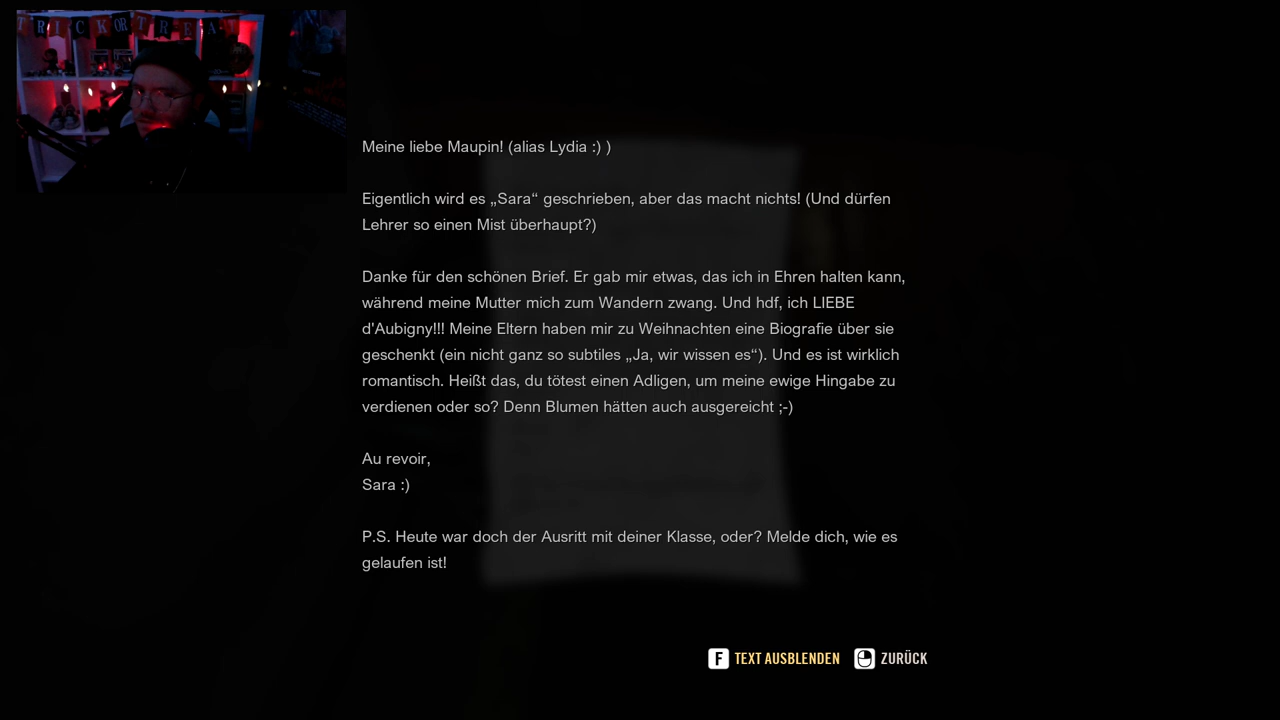 TRICK OR TREA
Meine liebe Maupin! (alias Lydia :) )
Eigentlich wird es „Sara“ geschrieben, aber das macht nichts! (Und dürfen
Lehrer so einen Mist überhaupt?)
Danke für den schönen Brief. Er gab mir etwas, das ich in Ehren halten kann,
während meine Mutter mich zum Wandern zwang. Und hdf, ich LIEBE
d'Aubigny!!! Meine Eltern haben mir zu Weihnachten eine Biografie über sie
geschenkt (ein nicht ganz so subtiles „Ja, wir wissen es“). Und es ist wirklich
romantisch. Heißt das, du tötest einen Adligen, um meine ewige Hingabe zu
verdienen oder so? Denn Blumen hätten auch ausgereicht ;-)
Au revoir,
Sara :)
P.S. Heute war doch der Ausritt mit deiner Klasse, oder? Melde dich, wie es
gelaufen ist!
F TEXT AUSBLENDEN ZURÜCK